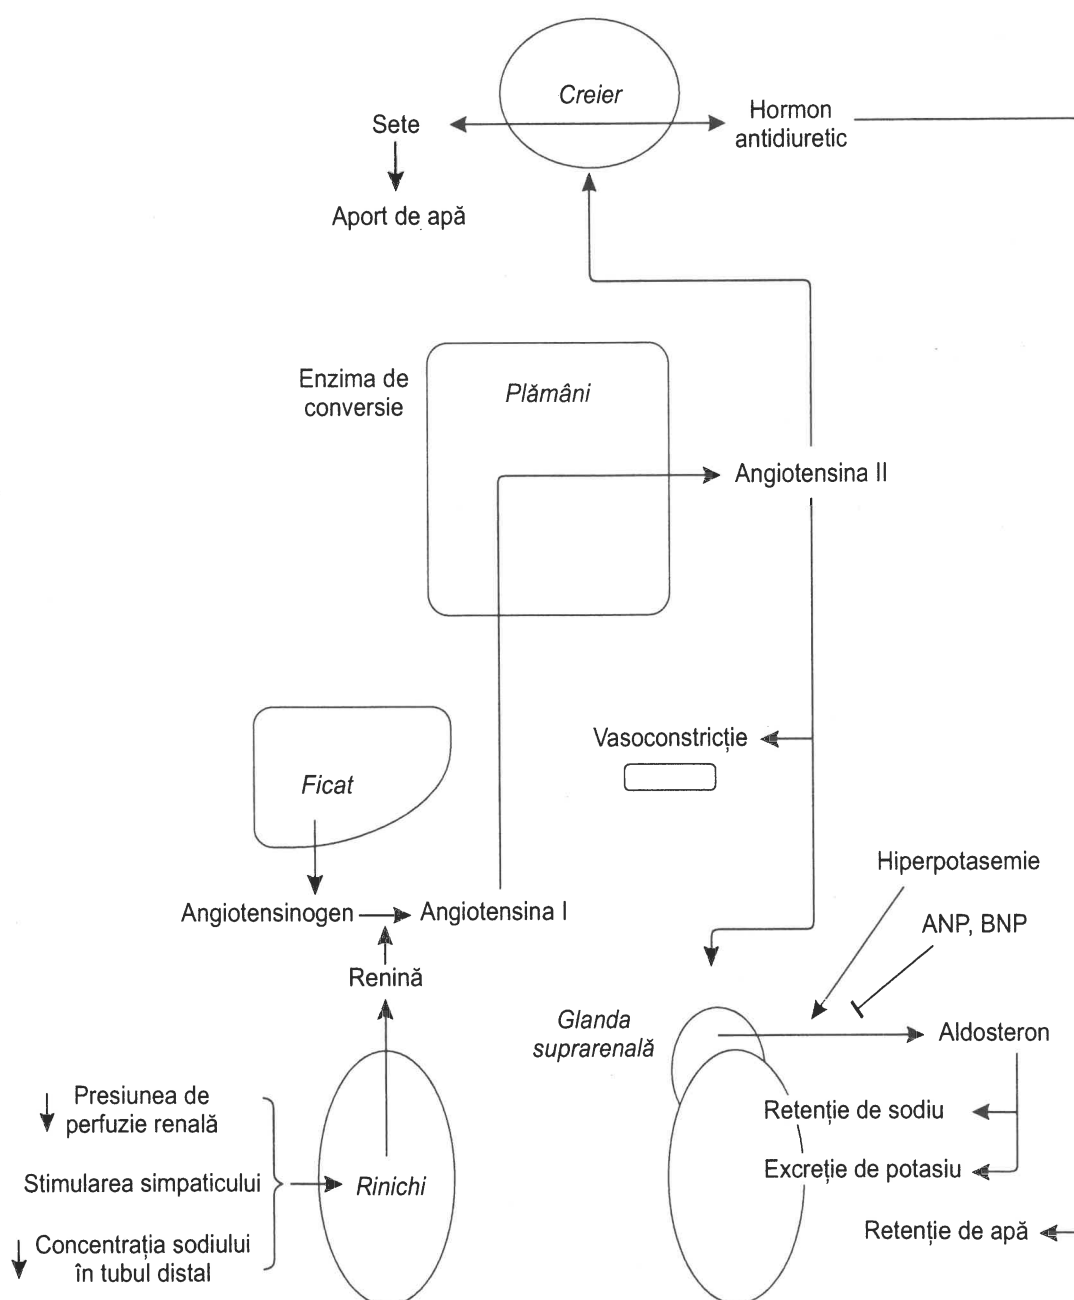 Creier
Sete
Hormon
antidiuretic
Aport de apă
Enzima de
conversie
Plămâni
Angiotensina II
Vasoconstricție
Ficat
Hiperpotasemie
Angiotensinogen
Angiotensina I
ANP, BNP
Renină
Glanda
suprarenală
Aldosteron
Presiunea de
perfuzie renală
Retenție de sodiu
Stimularea simpaticului
Rinichi
Excreție de potasiu
Retenție de apă
Concentrația sodiului
în tubul distal